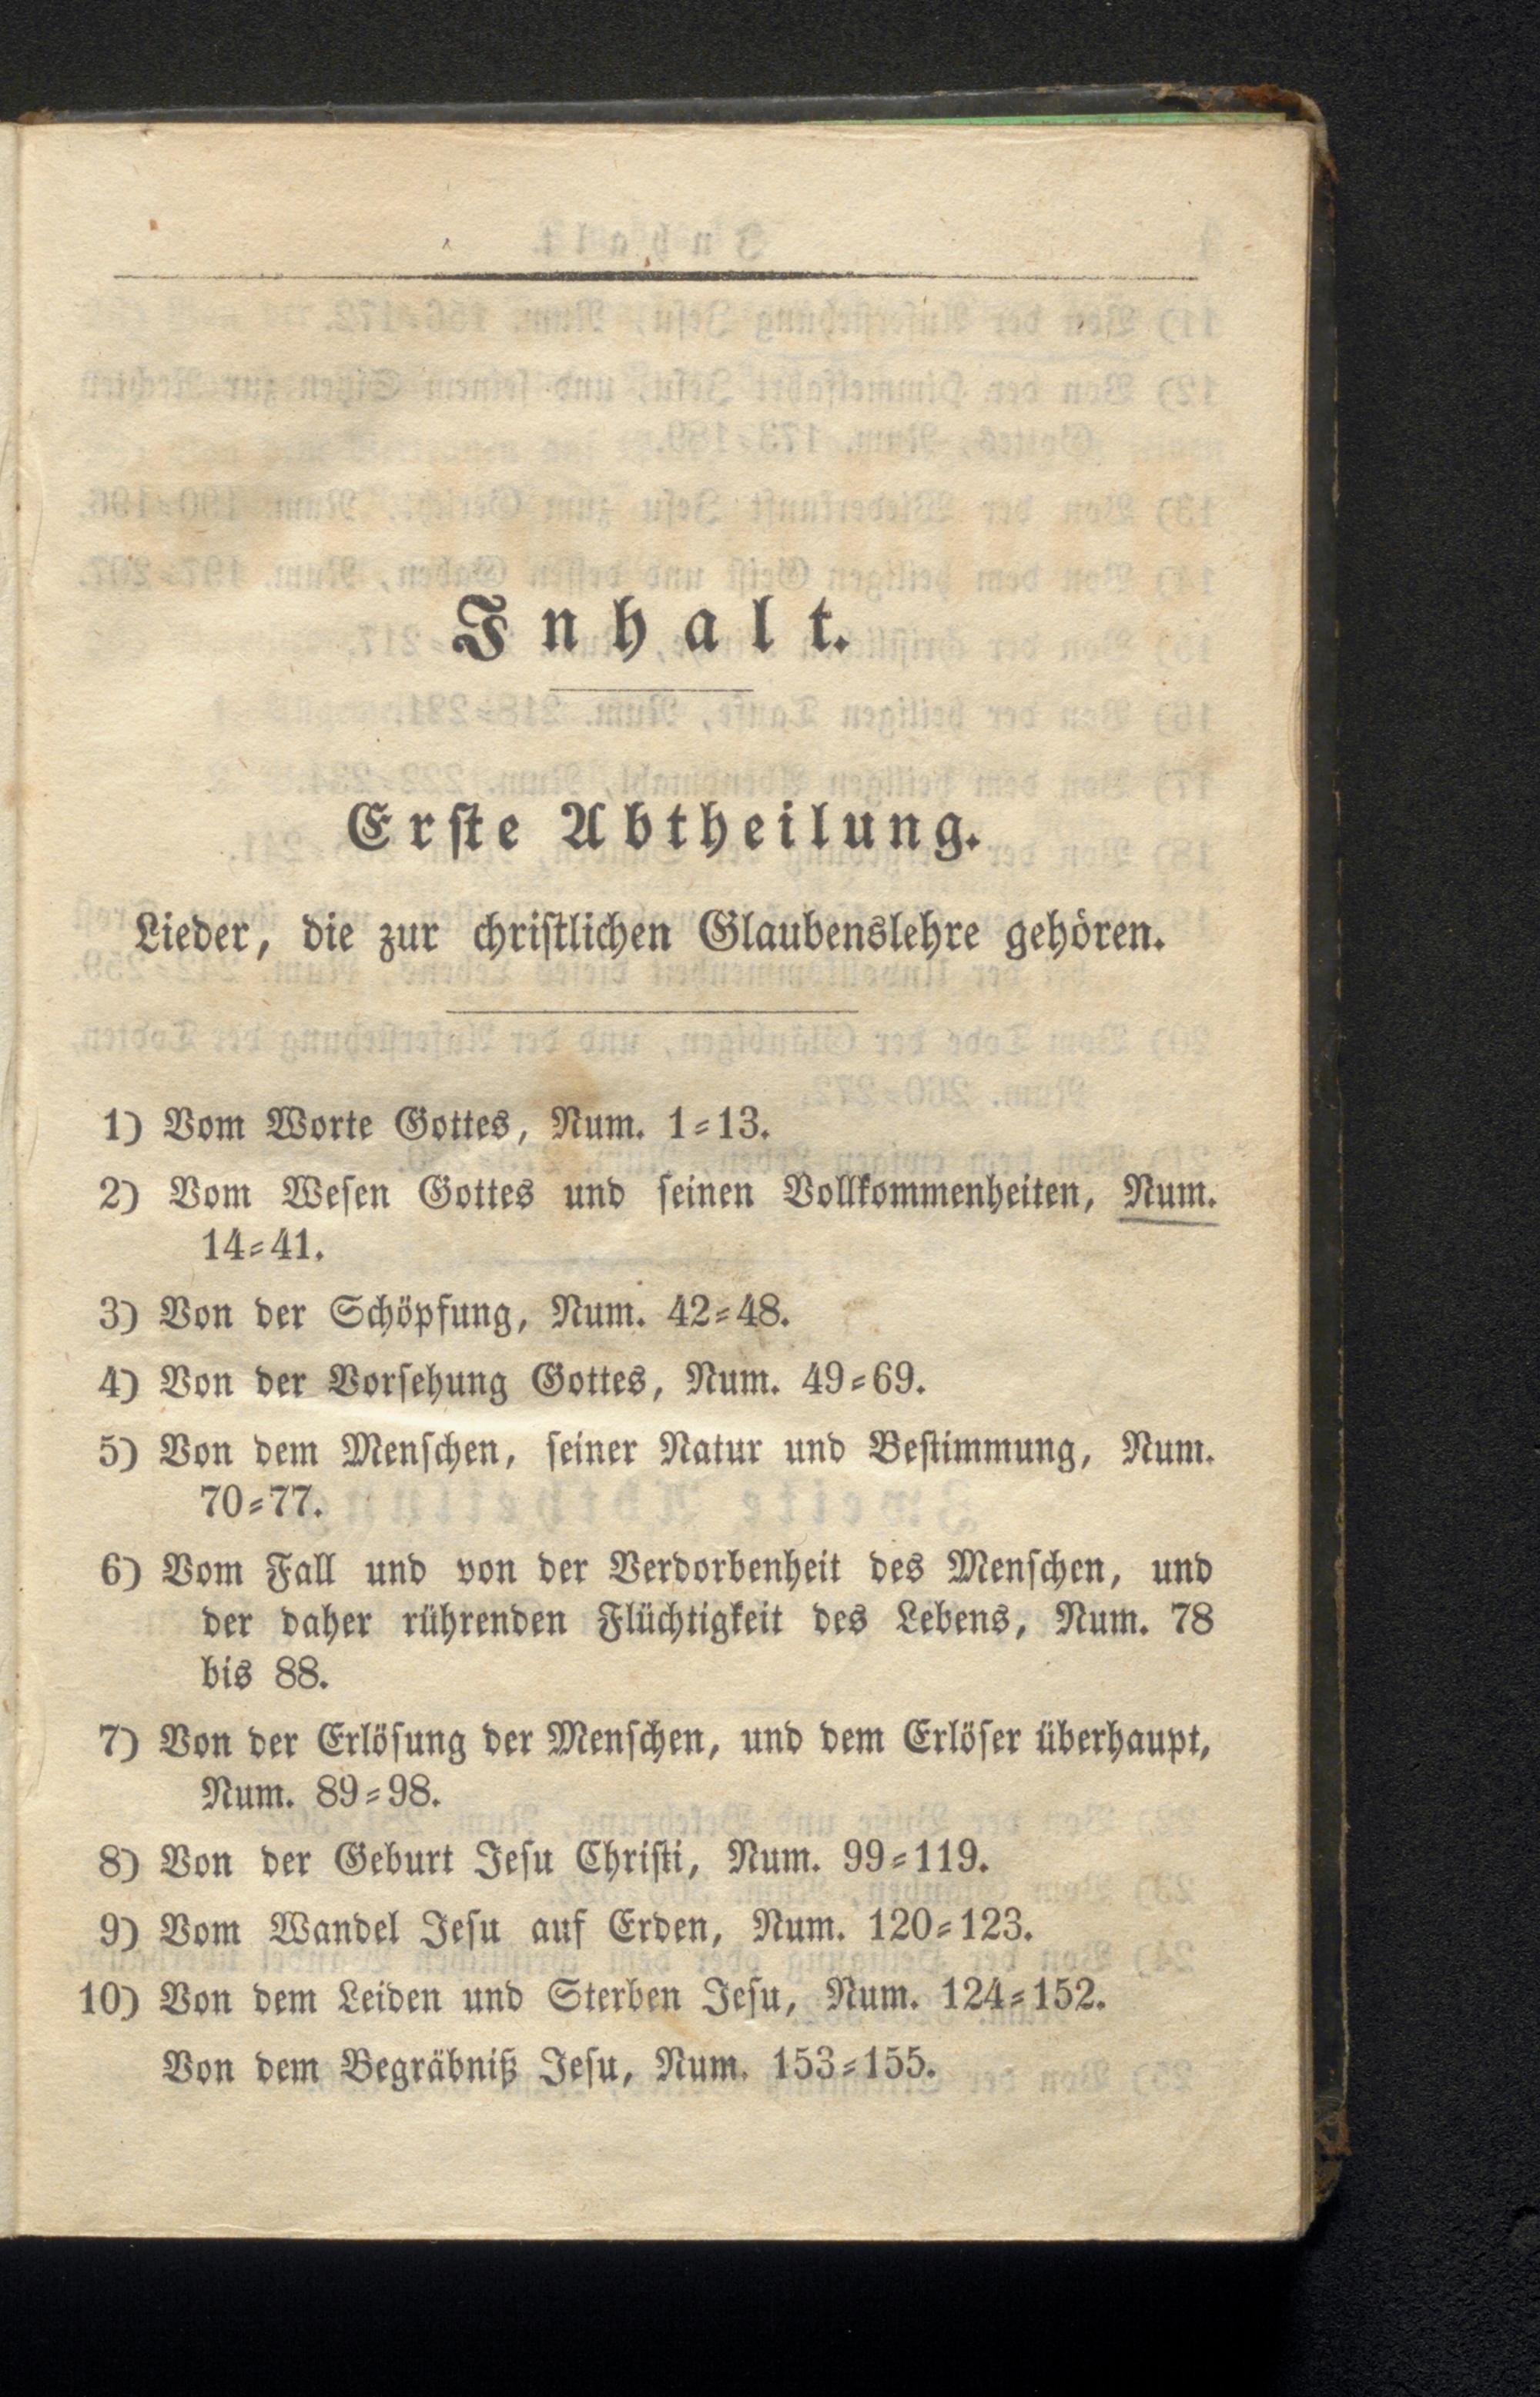 Inhalt.
Erste Abtheilung.
Lieder, die zur christlichen Glaubenslehre gehören.
1) Vom Worte Gottes, Num. 1=13.
2) Vom Wesen Gottes und seinen Vollkommenheiten, Num.
14=41.
3) Von der Schöpfung, Num. 42=48.
4) Von der Vorsehung Gottes, Num. 49=69.
5) Von dem Menschen, seiner Natur und Bestimmung, Num.
70=77.
6) Vom Fall und von der Verdorbenheit des Menschen, und
der daher rührenden Flüchtigkeit des Lebens, Num. 78
bis 88.
7) Von der Erlösung der Menschen, und dem Erlöser überhaupt,
Num. 89=98.
8) Von der Geburt Jesu Christi, Num. 99=119.
9) Vom Wandel Jesu auf Erden, Num. 120=123.
10) Von dem Leiden und Sterben Jesu, Num. 124=152.
Von dem Begräbniß Jesu, Num. 153=155.